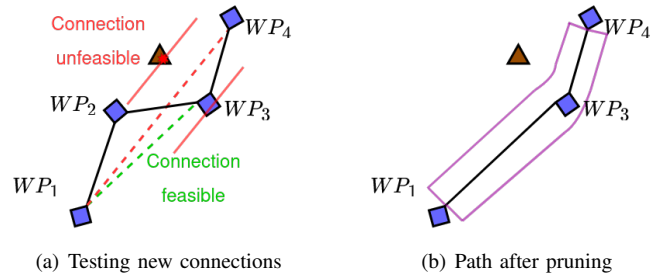 Connection
unfeasible
WP4
WP2
WP3
Connection
feasible
WP1
(a) Testing new connections
WP4
WP3
WP1
(b) Path after pruning